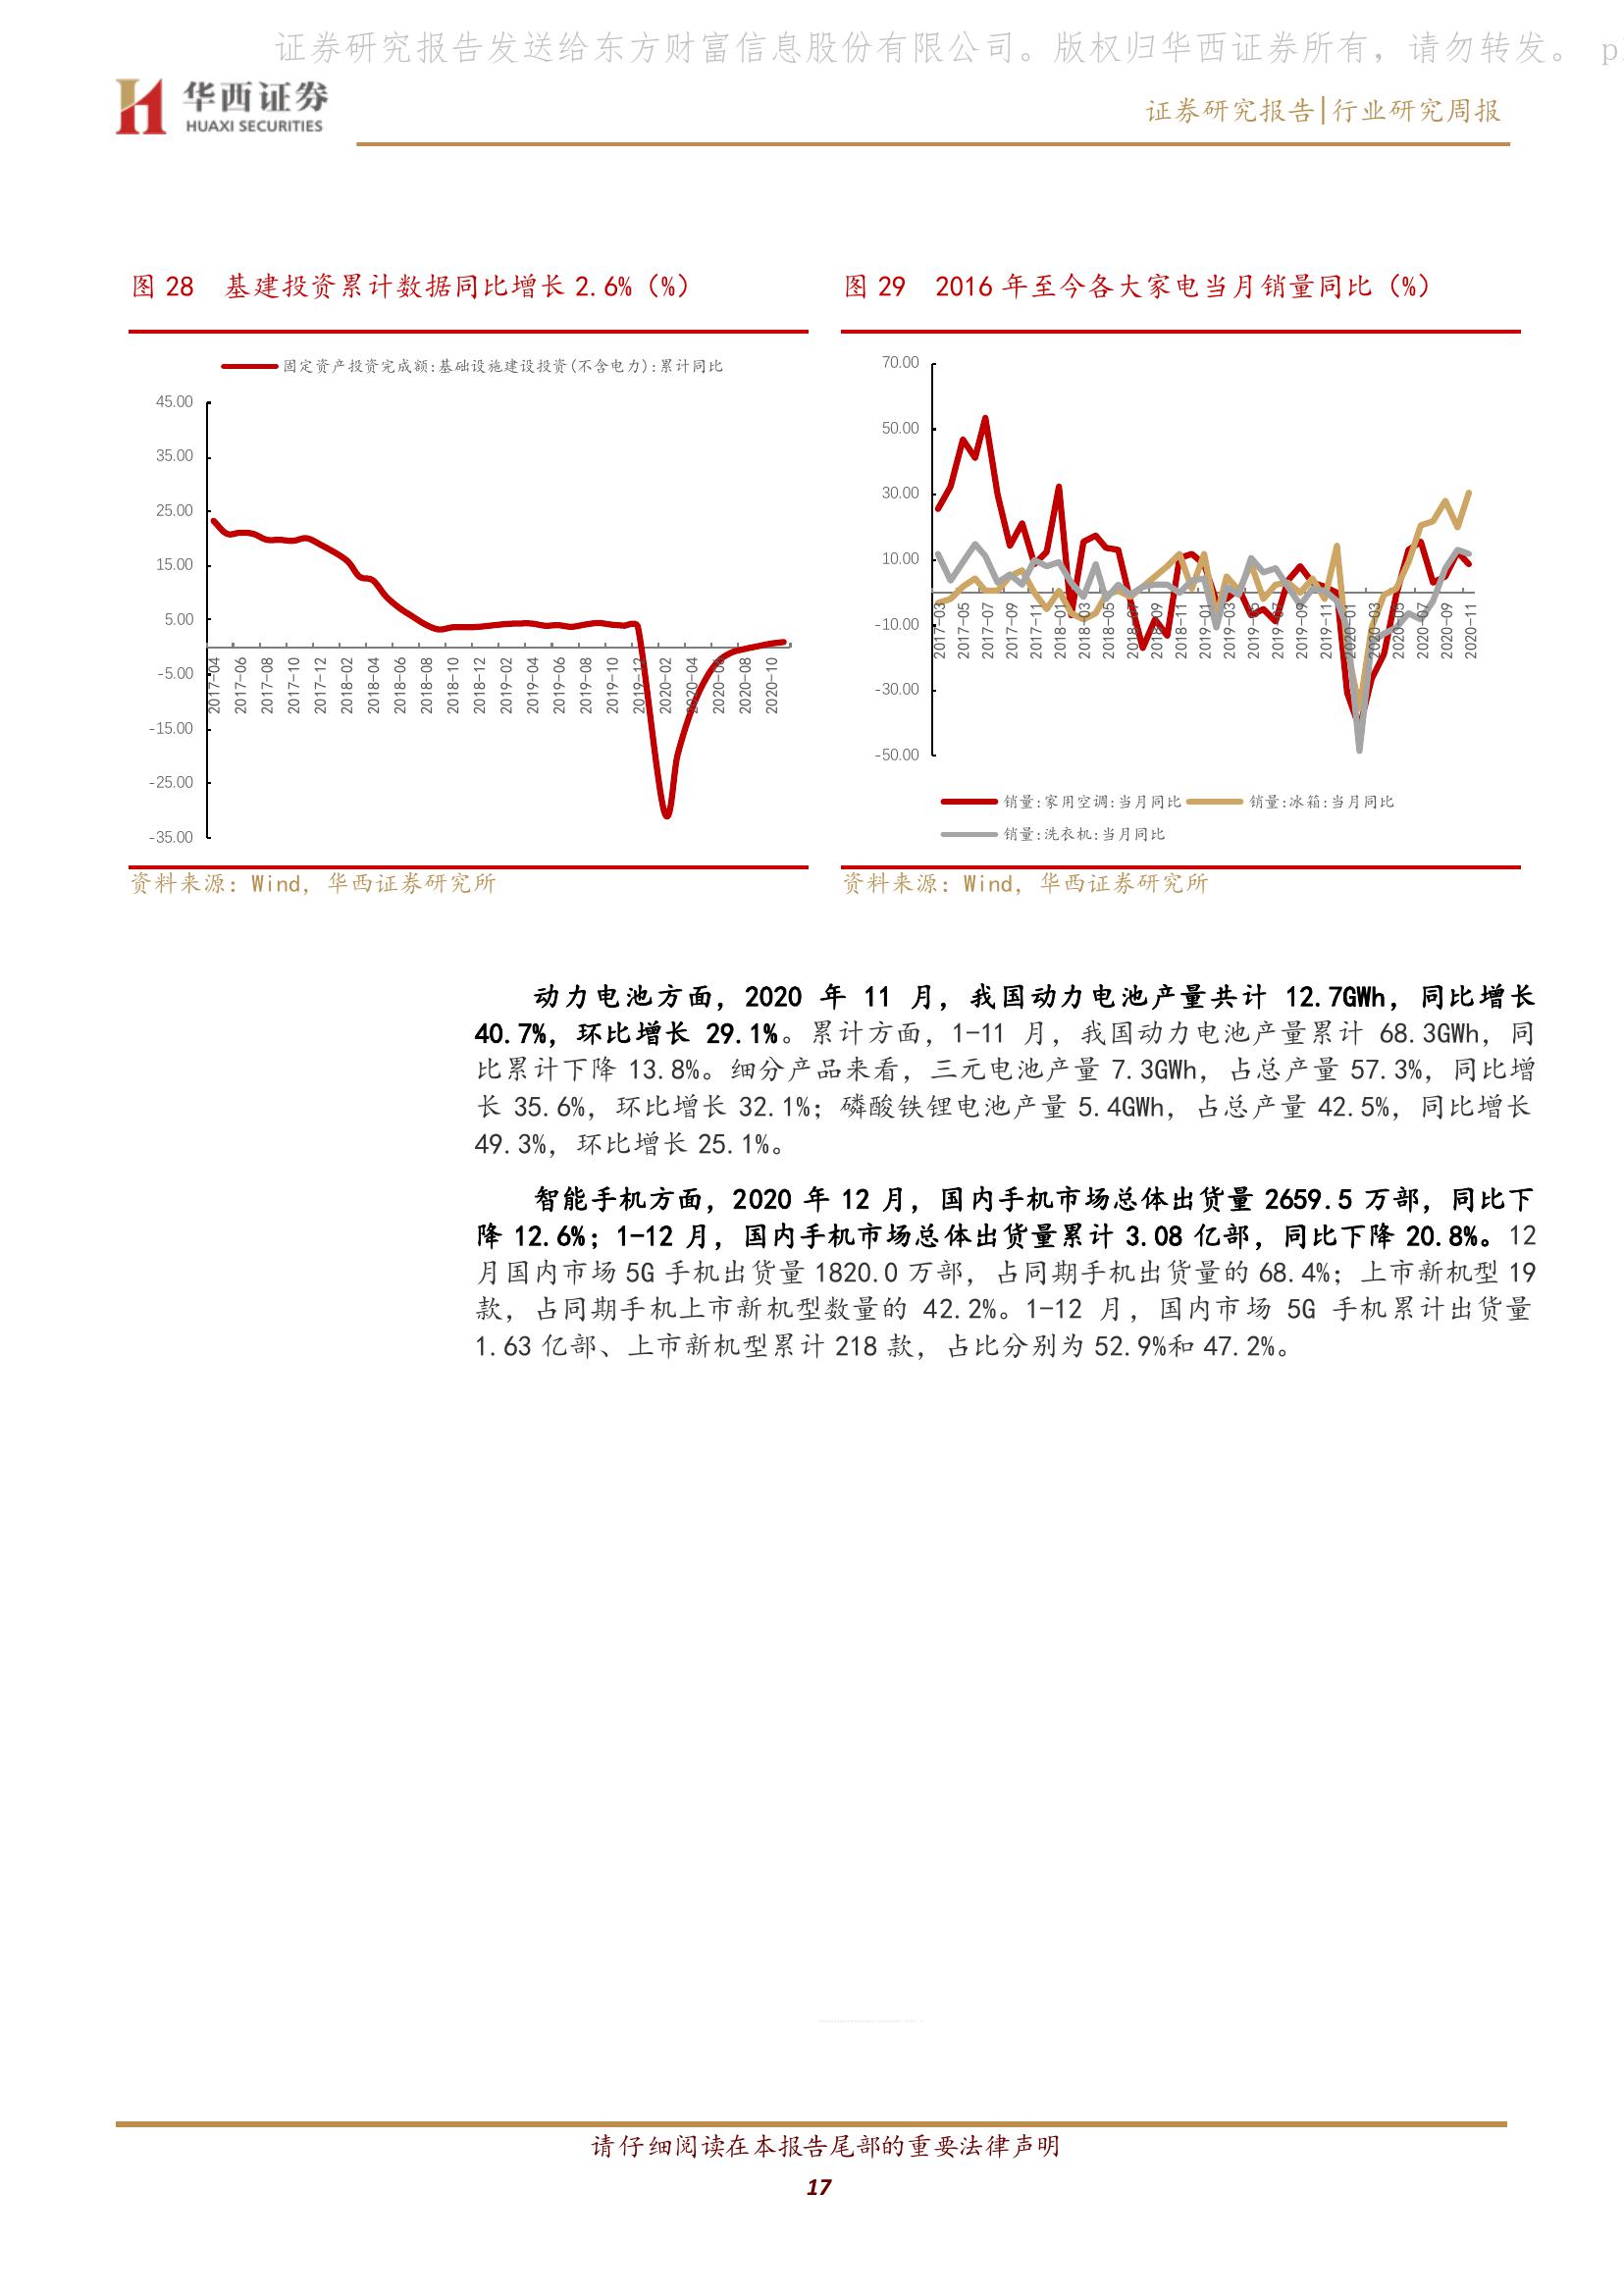 证券研究报告发送给东方财富信息股份有限公司。版权归华西证券所有，请勿转发。 p
华西证券
HUAXI SECURITIES
证券研究报告|行业研究周报
图 28 基建投资累计数据同比增长 2.6%（%）
固定资产投资完成额:基础设施建设投资(不含电力):累计同比
45.00
35.00
25.00
15.00
5.00
-5.00
-15.00
-25.00
-35.00
2017-04
2017-06
2017-08
2017-10
2017-12
2018-02
2018-04
2018-06
2018-08
2018-10
2018-12
2019-02
2019-04
2019-06
2019-08
2019-10
2019-12
2020-02
2020-04
2020-06
2020-08
2020-10
资料来源：Wind，华西证券研究所
图 29 2016 年至今各大家电当月销量同比（%）
70.00
50.00
30.00
10.00
-10.00
-30.00
-50.00
2017-03
2017-05
2017-07
2017-09
2017-11
2018-01
2018-03
2018-05
2018-07
2018-09
2018-11
2019-01
2019-03
2019-05
2019-07
2019-09
2019-11
2020-01
2020-03
2020-05
2020-07
2020-09
2020-11
销量:家用空调:当月同比
销量:冰箱:当月同比
销量:洗衣机:当月同比
资料来源：Wind，华西证券研究所
动力电池方面，2020 年 11 月，我国动力电池产量共计 12.7GWh，同比增长
40.7%，环比增长 29.1%。累计方面，1-11 月，我国动力电池产量累计 68.3GWh，同
比累计下降 13.8%。细分产品来看，三元电池产量 7.3GWh，占总产量 57.3%，同比增
长 35.6%，环比增长 32.1%；磷酸铁锂电池产量 5.4GWh，占总产量 42.5%，同比增长
49.3%，环比增长 25.1%。
智能手机方面，2020 年 12 月，国内手机市场总体出货量 2659.5 万部，同比下
降 12.6%；1-12 月，国内手机市场总体出货量累计 3.08 亿部，同比下降 20.8%。12
月国内市场 5G 手机出货量 1820.0 万部，占同期手机出货量的 68.4%；上市新机型 19
款，占同期手机上市新机型数量的 42.2%。1-12 月，国内市场 5G 手机累计出货量
1.63 亿部、上市新机型累计 218 款，占比分别为 52.9%和 47.2%。
请仔细阅读在本报告尾部的重要法律声明
17